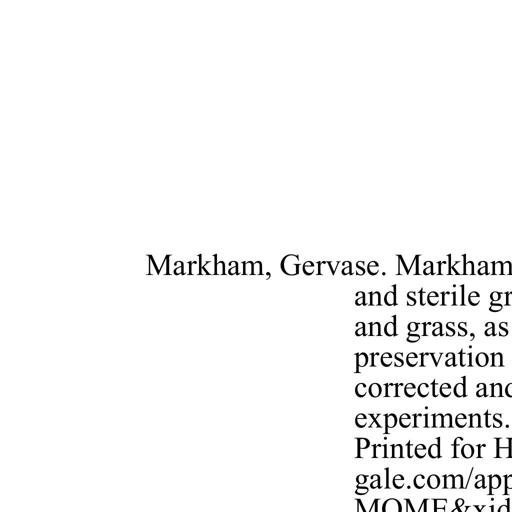 Markham, Gervase. Markham
and sterile gr
and grass, as
preservation
corrected and
experiments.
Printed for H
gale.com/app
MOME&xid